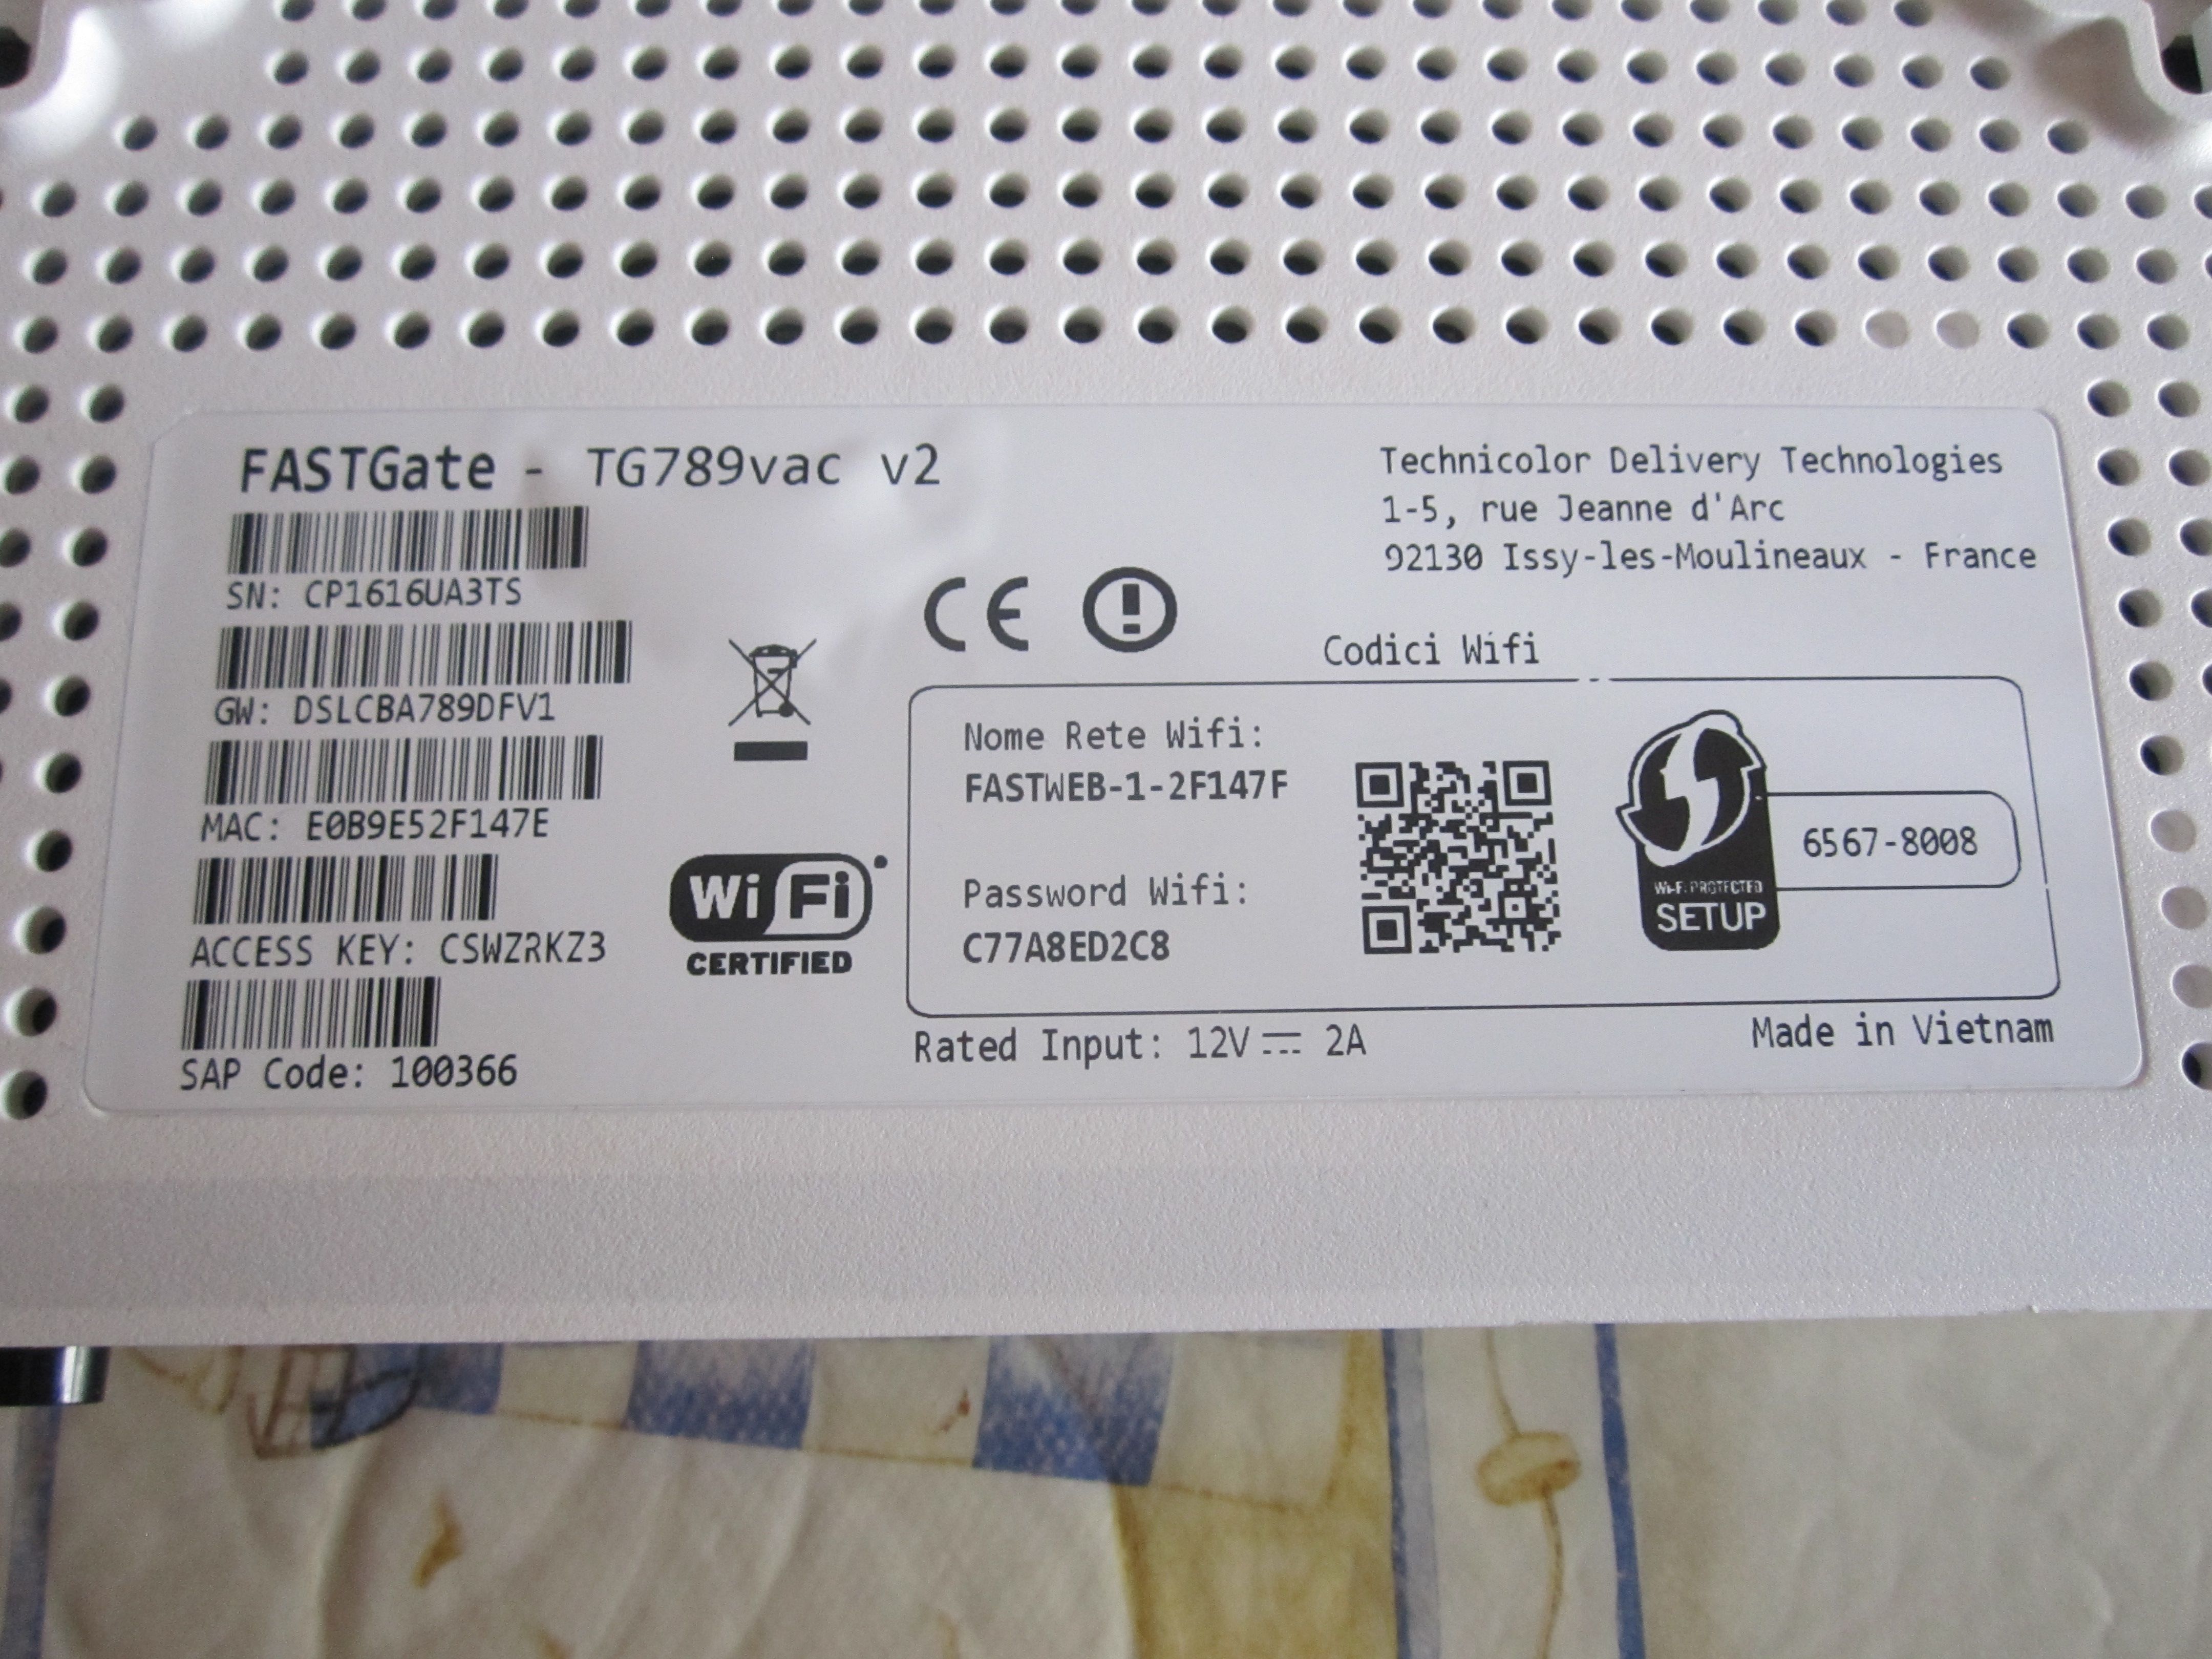 FASTGate - TG789vac v2
SN: CP1616UA3TS
GW: DSLCBA789DFV1
MAC: E0B9E52F147E
ACCESS KEY: CSWZRKZ3
SAP Code: 100366
Wi Fi
CERTIFIED
CE
Technicolor Delivery Technologies
1-5, rue Jeanne d'Arc
92130 Issy-les-Moulineaux - France
Codici Wifi
Nome Rete Wifi:
FASTWEB-1-2F147F
Password Wifi:
C77A8ED2C8
Wi-Fi PROTECTED
SETUP
6567-8008
Rated Input: 12V ⎓ 2A
Made in Vietnam